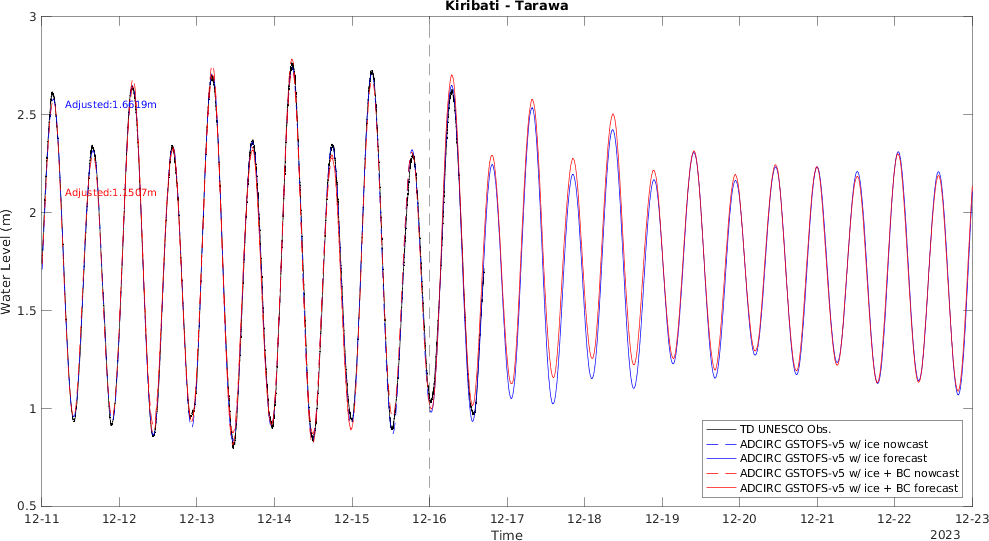 Kiribati - Tarawa
3
2.5
2
1.5
1
0.5
Water Level (m)
Adjusted:1.6619m
Adjusted:1.1507m
TD UNESCO Obs.
ADCIRC GSTOFS-v5 w/ ice nowcast
ADCIRC GSTOFS-v5 w/ ice forecast
ADCIRC GSTOFS-v5 w/ ice + BC nowcast
ADCIRC GSTOFS-v5 w/ ice + BC forecast
12-11 12-12 12-13 12-14 12-15 12-16 12-17 12-18 12-19 12-20 12-21 12-22 12-23
Time
2023